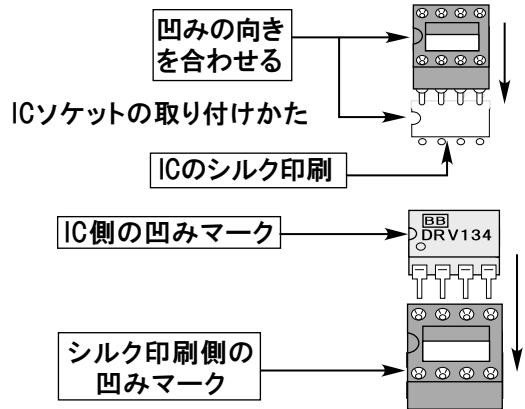 凹みの向き
を合わせる
ICソケットの取り付けかた
ICのシルク印刷
IC側の凹みマーク
BB
DRV134
シルク印刷側の
凹みマーク